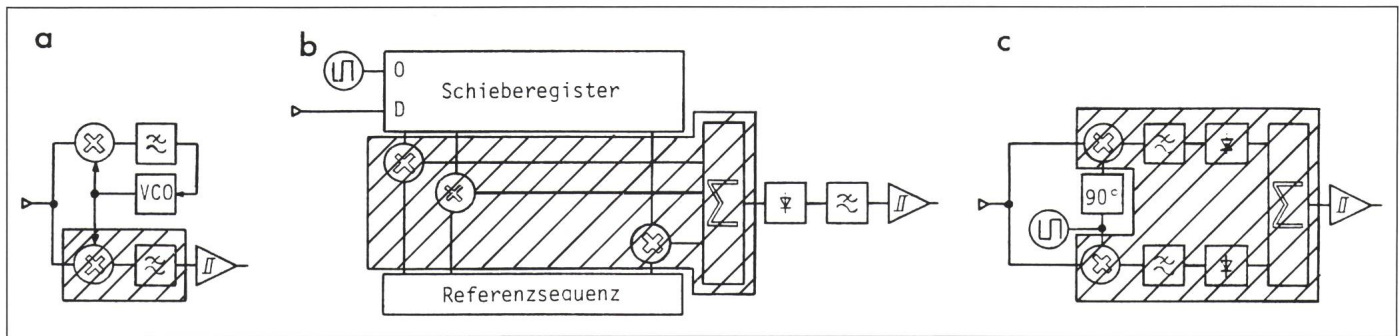 a
b
c
O
D
Schieberegister
VCO
Σ
Referenzsequenz
90°
Σ